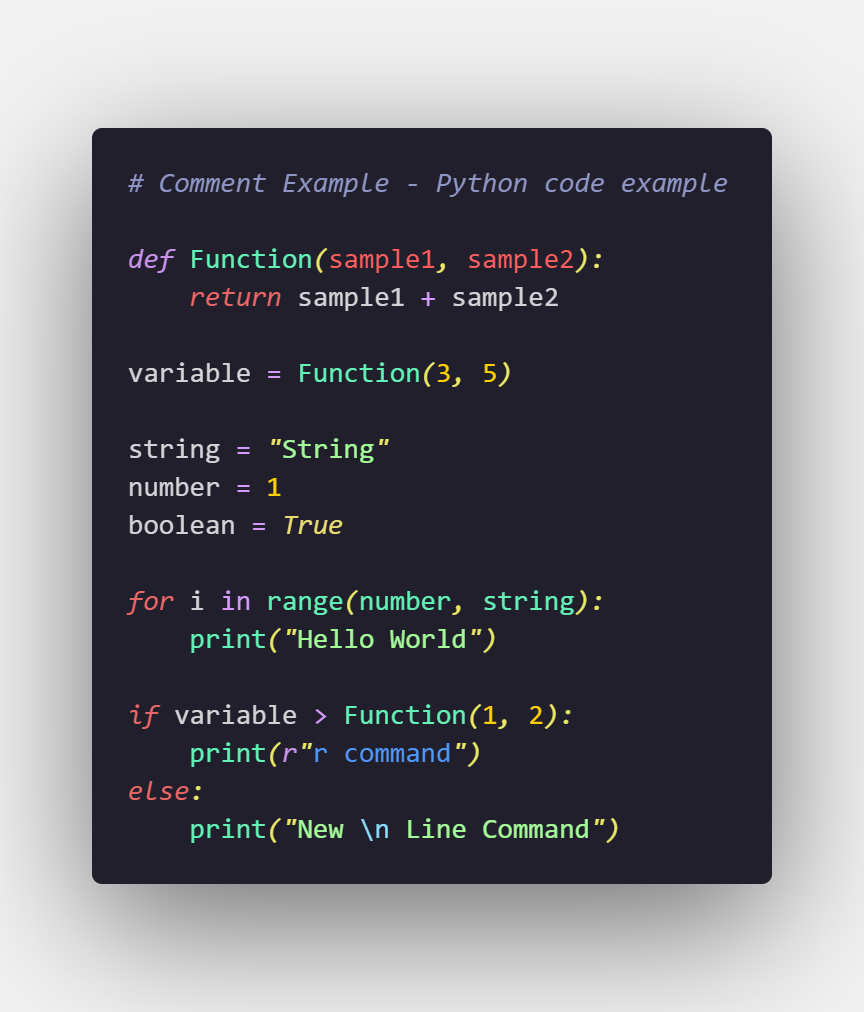 # Comment Example - Python code example
def Function(sample1, sample2):
    return sample1 + sample2
variable = Function(3, 5)
string = "String"
number = 1
boolean = True
for i in range(number, string):
    print("Hello World")
if variable > Function(1, 2):
    print(r"r command")
else:
    print("New \n Line Command")